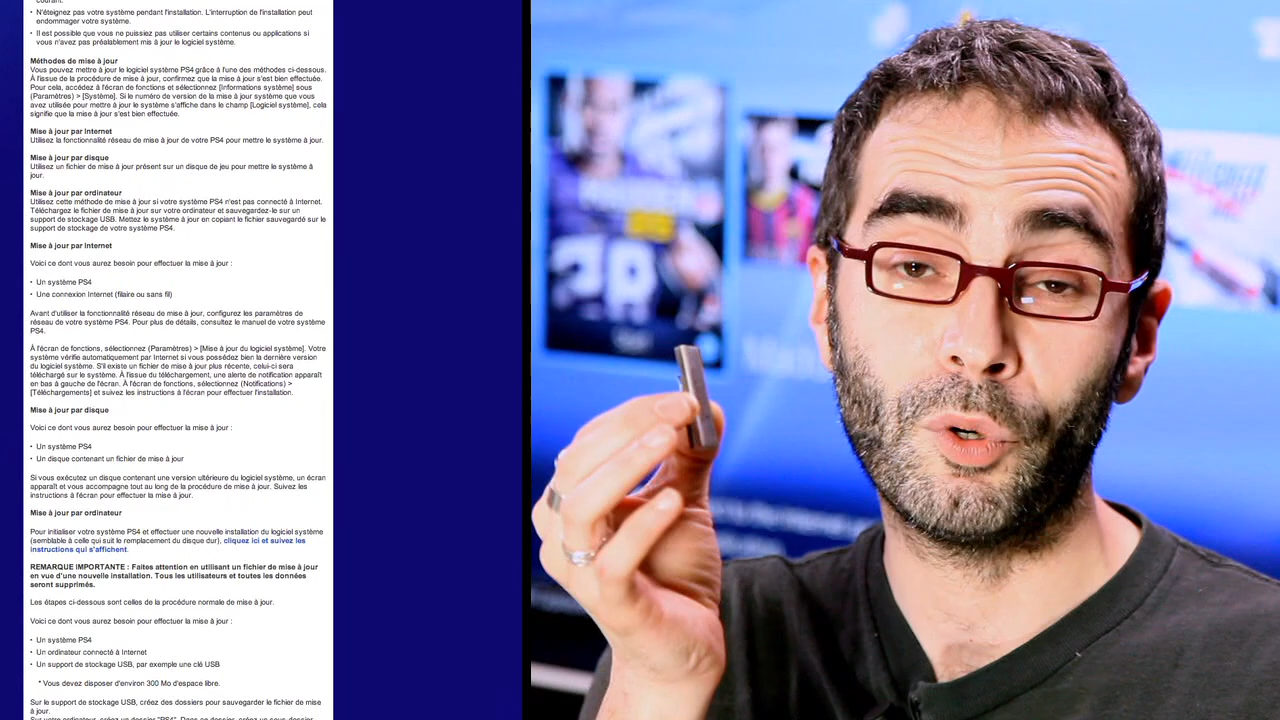 courant.
• N'éteignez pas votre système pendant l'installation. L'interruption de l'installation peut
endommager votre système.
• Il est possible que vous ne puissiez pas utiliser certains contenus ou applications si
vous n'avez pas préalablement mis à jour le logiciel système.
Méthodes de mise à jour
Vous pouvez mettre à jour le logiciel système PS4 grâce à l'une des méthodes ci-dessous.
À l'issue de la procédure de mise à jour, confirmez que la mise à jour s'est bien effectuée.
Pour cela, accédez à l'écran de fonctions et sélectionnez [Informations système] sous
(Paramètres) > [Système]. Si le numéro de version de la mise à jour système que vous
avez utilisée pour mettre à jour le système s'affiche dans le champ [Logiciel système], cela
signifie que la mise à jour s'est bien effectuée.
Mise à jour par Internet
Utilisez la fonctionnalité réseau de mise à jour de votre PS4 pour mettre le système à jour.
Mise à jour par disque
Utilisez un fichier de mise à jour présent sur un disque de jeu pour mettre le système à
jour.
Mise à jour par ordinateur
Utilisez cette méthode de mise à jour si votre système PS4 n'est pas connecté à Internet.
Téléchargez le fichier de mise à jour sur votre ordinateur et sauvegardez-le sur un
support de stockage USB. Mettez le système à jour en copiant le fichier sauvegardé sur le
support de stockage de votre système PS4.
Mise à jour par Internet
Voici ce dont vous aurez besoin pour effectuer la mise à jour :
• Un système PS4
• Une connexion Internet (filaire ou sans fil)
Avant d'utiliser la fonctionnalité réseau de mise à jour, configurez les paramètres de
réseau de votre système PS4. Pour plus de détails, consultez le manuel de votre système
PS4.
À l'écran de fonctions, sélectionnez (Paramètres) > [Mise à jour du logiciel système]. Votre
système vérifie automatiquement par Internet si vous possédez bien la dernière version
du logiciel système. S'il existe un fichier de mise à jour plus récente, celui-ci sera
téléchargé sur le système. À l'issue du téléchargement, une alerte de notification apparaît
en bas à gauche de l'écran. À l'écran de fonctions, sélectionnez (Notifications) >
[Téléchargements] et suivez les instructions à l'écran pour effectuer l'installation.
Mise à jour par disque
Voici ce dont vous aurez besoin pour effectuer la mise à jour :
• Un système PS4
• Un disque contenant un fichier de mise à jour
Si vous exécutez un disque contenant une version ultérieure du logiciel système, un écran
apparaît et vous accompagne tout au long de la procédure de mise à jour. Suivez les
instructions à l'écran pour effectuer la mise à jour.
Mise à jour par ordinateur
Pour initialiser votre système PS4 et effectuer une nouvelle installation du logiciel système
(semblable à celle qui suit le remplacement du disque dur), cliquez ici et suivez les
instructions qui s'affichent.
REMARQUE IMPORTANTE : Faites attention en utilisant un fichier de mise à jour
en vue d'une nouvelle installation. Tous les utilisateurs et toutes les données
seront supprimés.
Les étapes ci-dessous sont celles de la procédure normale de mise à jour.
Voici ce dont vous aurez besoin pour effectuer la mise à jour :
• Un système PS4
• Un ordinateur connecté à Internet
• Un support de stockage USB, par exemple une clé USB
* Vous devez disposer d'environ 300 Mo d'espace libre.
Sur le support de stockage USB, créez des dossiers pour sauvegarder le fichier de mise
à jour.
Sur votre ordinateur, créez un dossier "PS4". Dans ce dossier, créez un sous-dossier